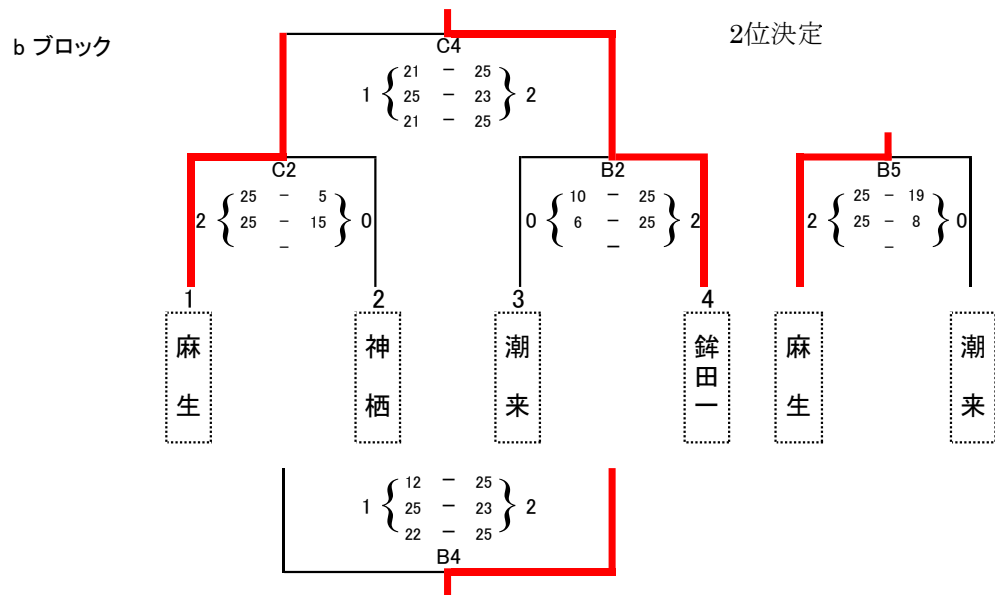 b ブロック
2位決定
C4
21 － 25
1 { 25 － 23 } 2
21 － 25
C2
25 － 5
2 { 25 － 15 } 0
－
B2
10 － 25
0 { 6 － 25 } 2
－
B5
25 － 19
2 { 25 － 8 } 0
－
1 2 3 4
麻生
神栖
潮来
鉾田一
麻生
潮来
12 － 25
1 { 25 － 23 } 2
22 － 25
B4